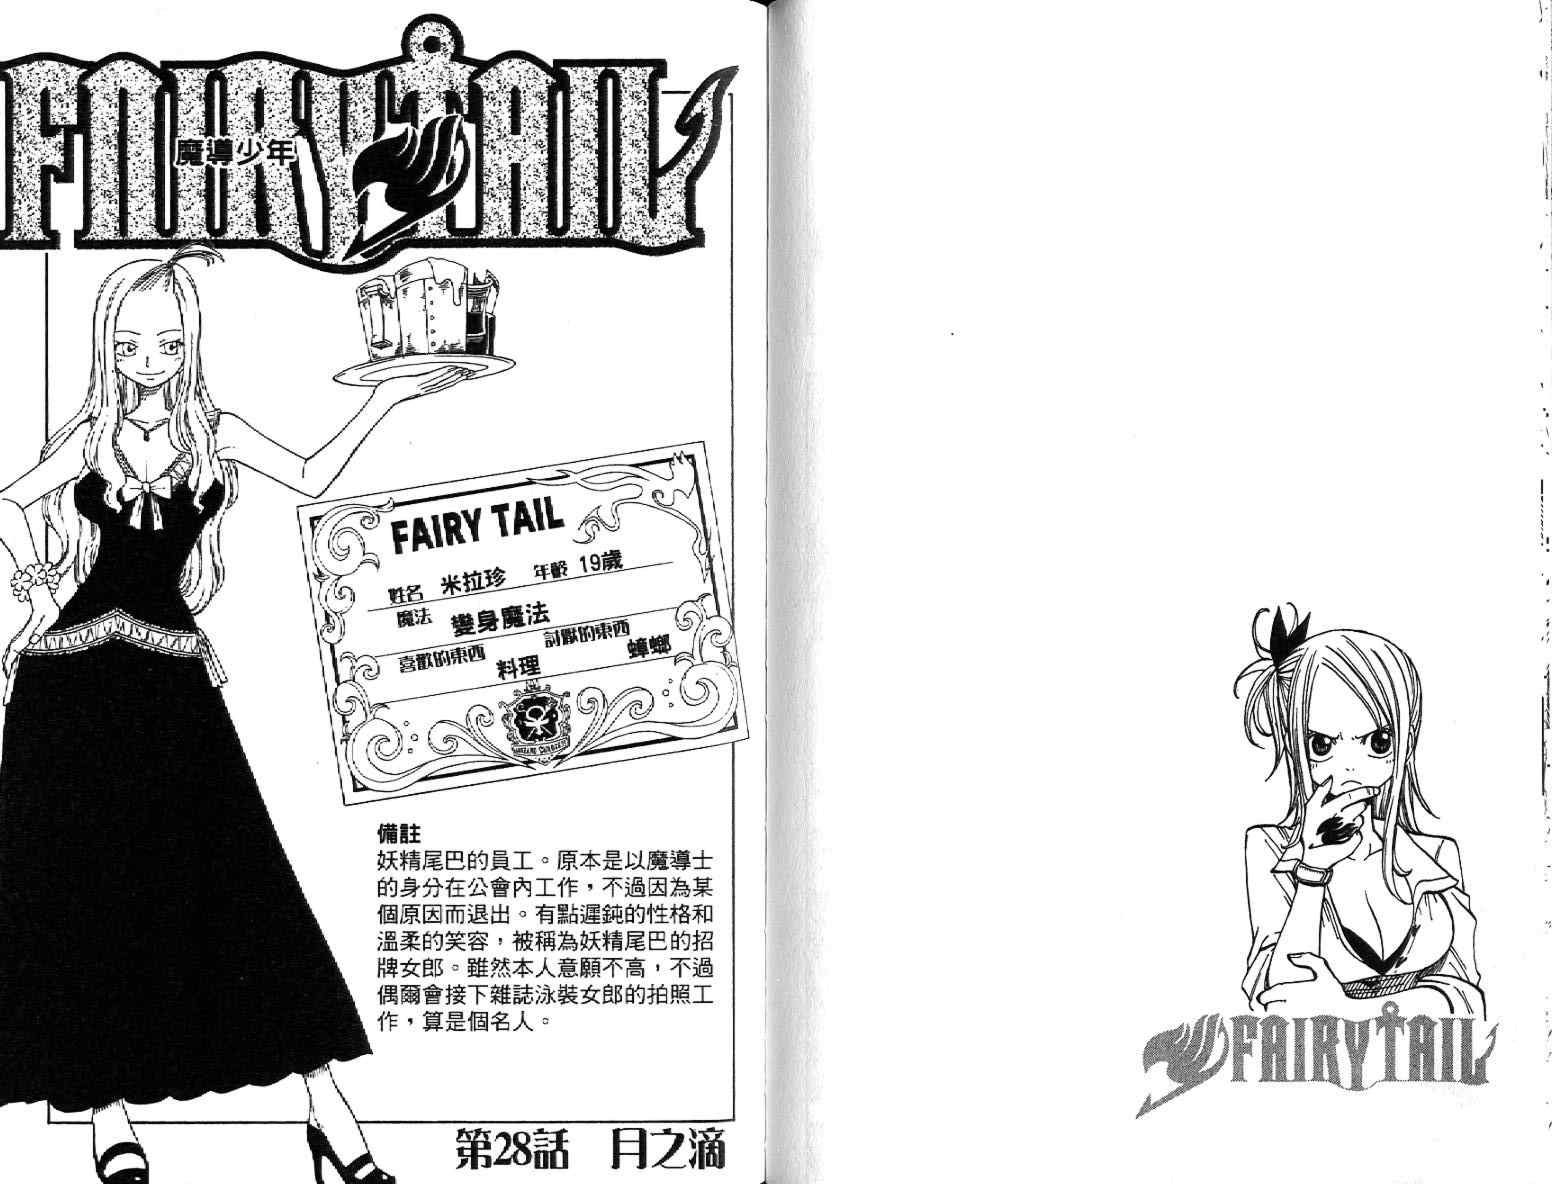 FAIRY TAIL
魔導少年
FAIRY TAIL
姓名 米拉珍 年齡 19歲
魔法 變身魔法
喜歡的東西 料理 討厭的東西 蟑螂
備註
妖精尾巴的員工。原本是以魔導士
的身分在公會內工作，不過因為某
個原因而退出。有點遲鈍的性格和
溫柔的笑容，被稱為妖精尾巴的招
牌女郎。雖然本人意願不高，不過
偶爾會接下雜誌泳裝女郎的拍照工
作，算是個名人。
第28話 月之滴
FAIRY TAIL